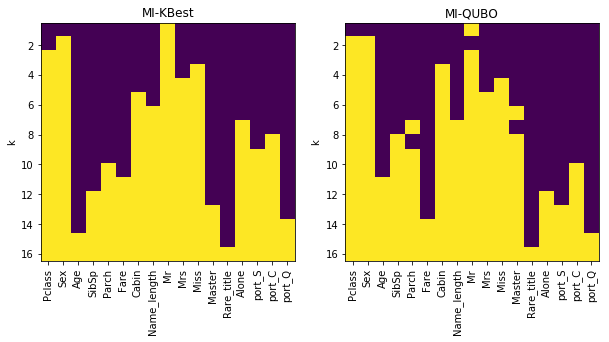 MI-KBest
MI-QUBO
k
2
4
6
8
10
12
14
16
Pclass
Sex
Age
SibSp
Parch
Fare
Cabin
Name_length
Mr
Mrs
Miss
Master
Rare_title
Alone
port_S
port_C
port_Q
k
2
4
6
8
10
12
14
16
Pclass
Sex
Age
SibSp
Parch
Fare
Cabin
Name_length
Mr
Mrs
Miss
Master
Rare_title
Alone
port_S
port_C
port_Q